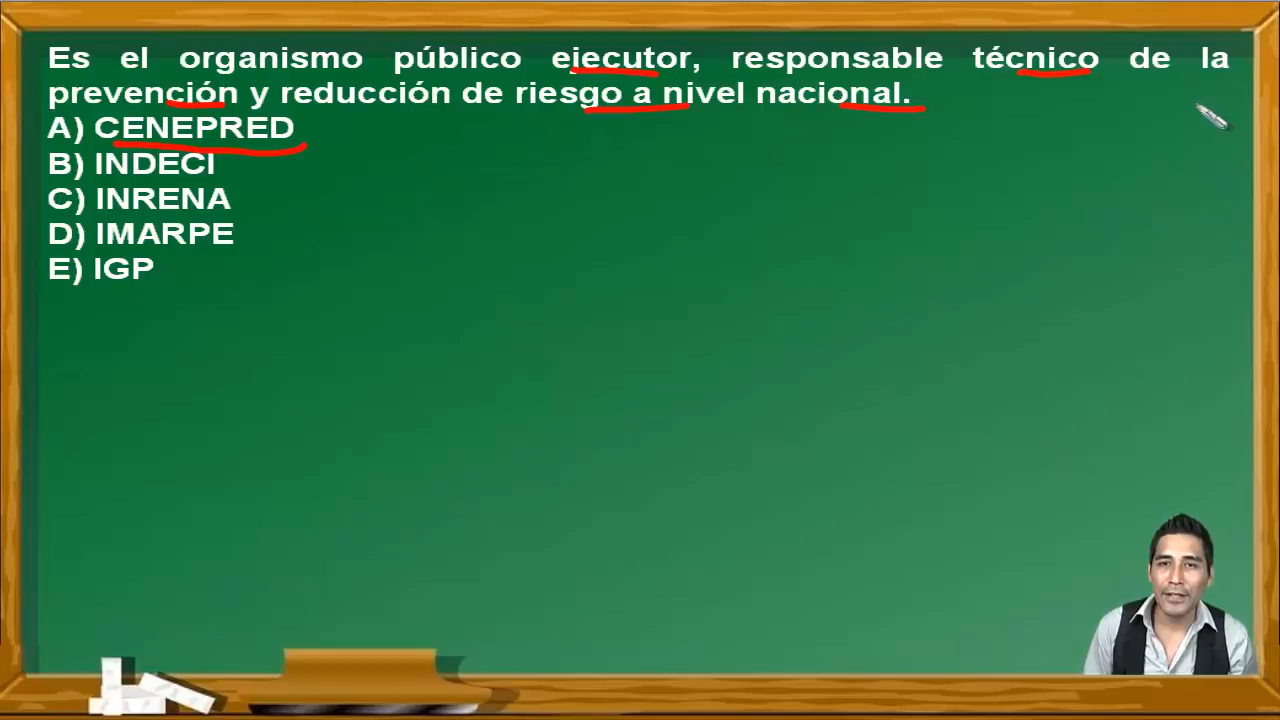 Es el organismo público ejecutor, responsable técnico de la
prevención y reducción de riesgo a nivel nacional.
A) CENEPRED
B) INDECI
C) INRENA
D) IMARPE
E) IGP